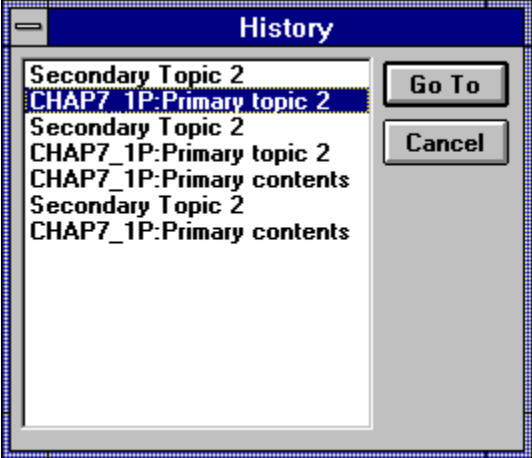 History
Secondary Topic 2
CHAP7_1P:Primary topic 2
Secondary Topic 2
CHAP7_1P:Primary topic 2
CHAP7_1P:Primary contents
Secondary Topic 2
CHAP7_1P:Primary contents
Go To
Cancel